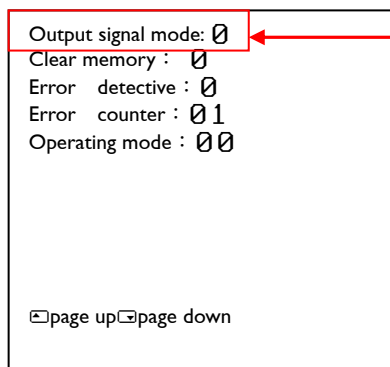 Output signal mode: 0
Clear memory： 0
Error detective：0
Error counter：01
Operating mode：00
page up page down